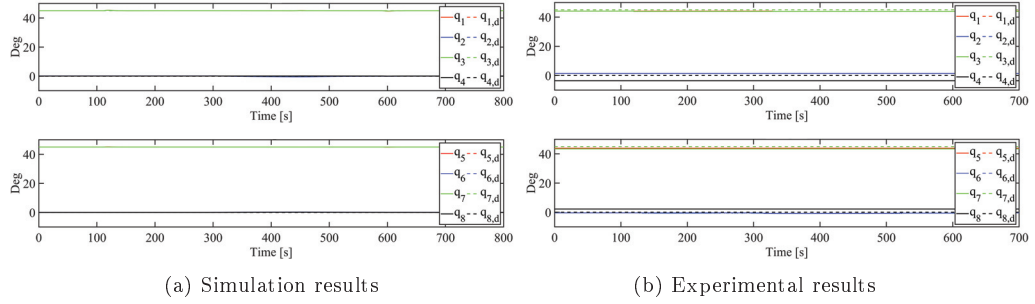 40
20
0
Deg
0 100 200 300 400 500 600 700 800
Time [s]
q1 q1,d
q2 q2,d
q3 q3,d
q4 q4,d
40
20
0
Deg
0 100 200 300 400 500 600 700 800
Time [s]
q5 q5,d
q6 q6,d
q7 q7,d
q8 q8,d
(a) Simulation results
40
20
0
Deg
0 100 200 300 400 500 600 700
Time [s]
q1 q1,d
q2 q2,d
q3 q3,d
q4 q4,d
40
20
0
Deg
0 100 200 300 400 500 600 700
Time [s]
q5 q5,d
q6 q6,d
q7 q7,d
q8 q8,d
(b) Experimental results